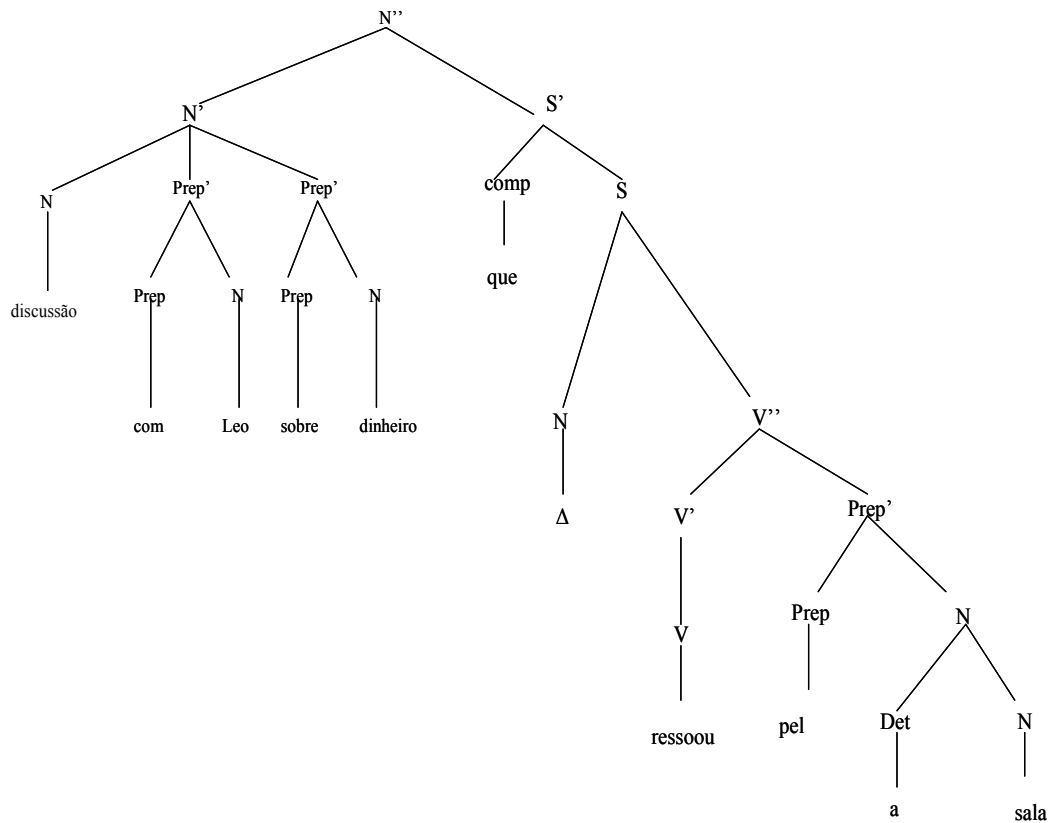 N’’
N’ S’
N Prep’ Prep’ comp S
que
discussão Prep N Prep N
com Leo sobre dinheiro N V’’
Δ V’ Prep’
Prep N
V
ressoou pel Det N
a sala